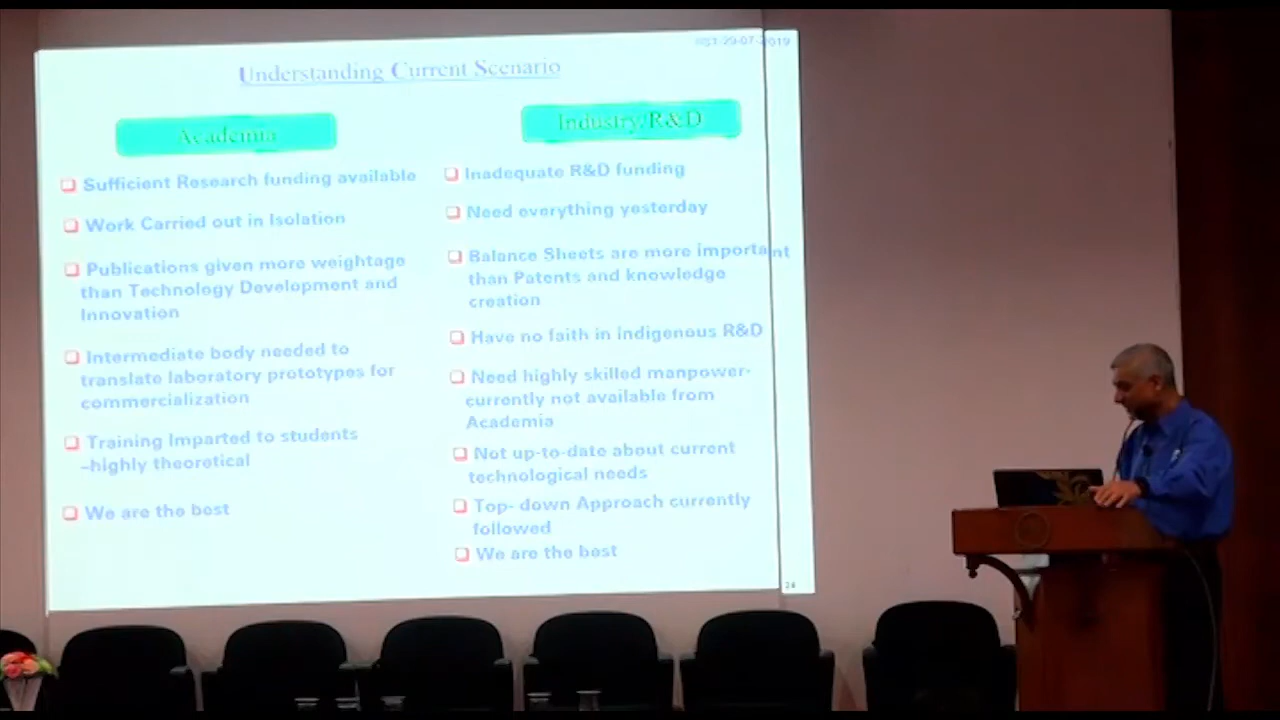 29-07-2019
Understanding Current Scenario
Academia
Sufficient Research funding available
Work Carried out in Isolation
Publications given more weightage
than Technology Development and
Innovation
Intermediate body needed to
translate laboratory prototypes for
commercialization
Training Imparted to students
–highly theoretical
We are the best
Industry/R&D
Inadequate R&D funding
Need everything yesterday
Balance Sheets are more important
than Patents and knowledge
creation
Have no faith in indigenous R&D
Need highly skilled manpower-
currently not available from
Academia
Not up-to-date about current
technological needs
Top- down Approach currently
followed
We are the best